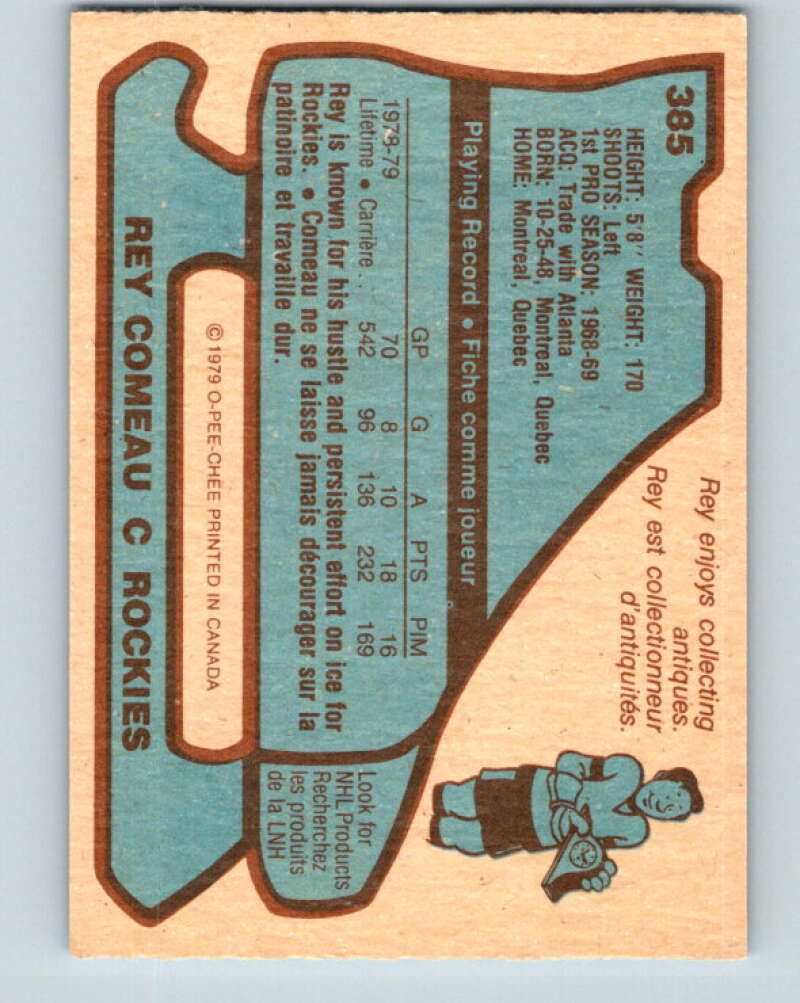 385
HEIGHT: 5'8" WEIGHT: 170
SHOOTS: Left
1st PRO SEASON: 1968-69
ACQ: Trade with Atlanta
BORN: 10-25-48, Montreal, Quebec
HOME: Montreal, Quebec
Rey enjoys collecting
antiques.
Rey est collectionneur
d'antiquités.
Playing Record • Fiche comme joueur
GP G A PTS PIM
1978-79 70 8 10 18 16
Lifetime • Carrière . . 542 96 136 232 169
Rey is known for his hustle and persistent effort on ice for
Rockies. • Comeau ne se laisse jamais décourager sur la
patinoire et travaille dur.
Look for
NHL Products
Recherchez
les produits
de la LNH
© 1979 O-PEE-CHEE PRINTED IN CANADA
REY COMEAU C ROCKIES